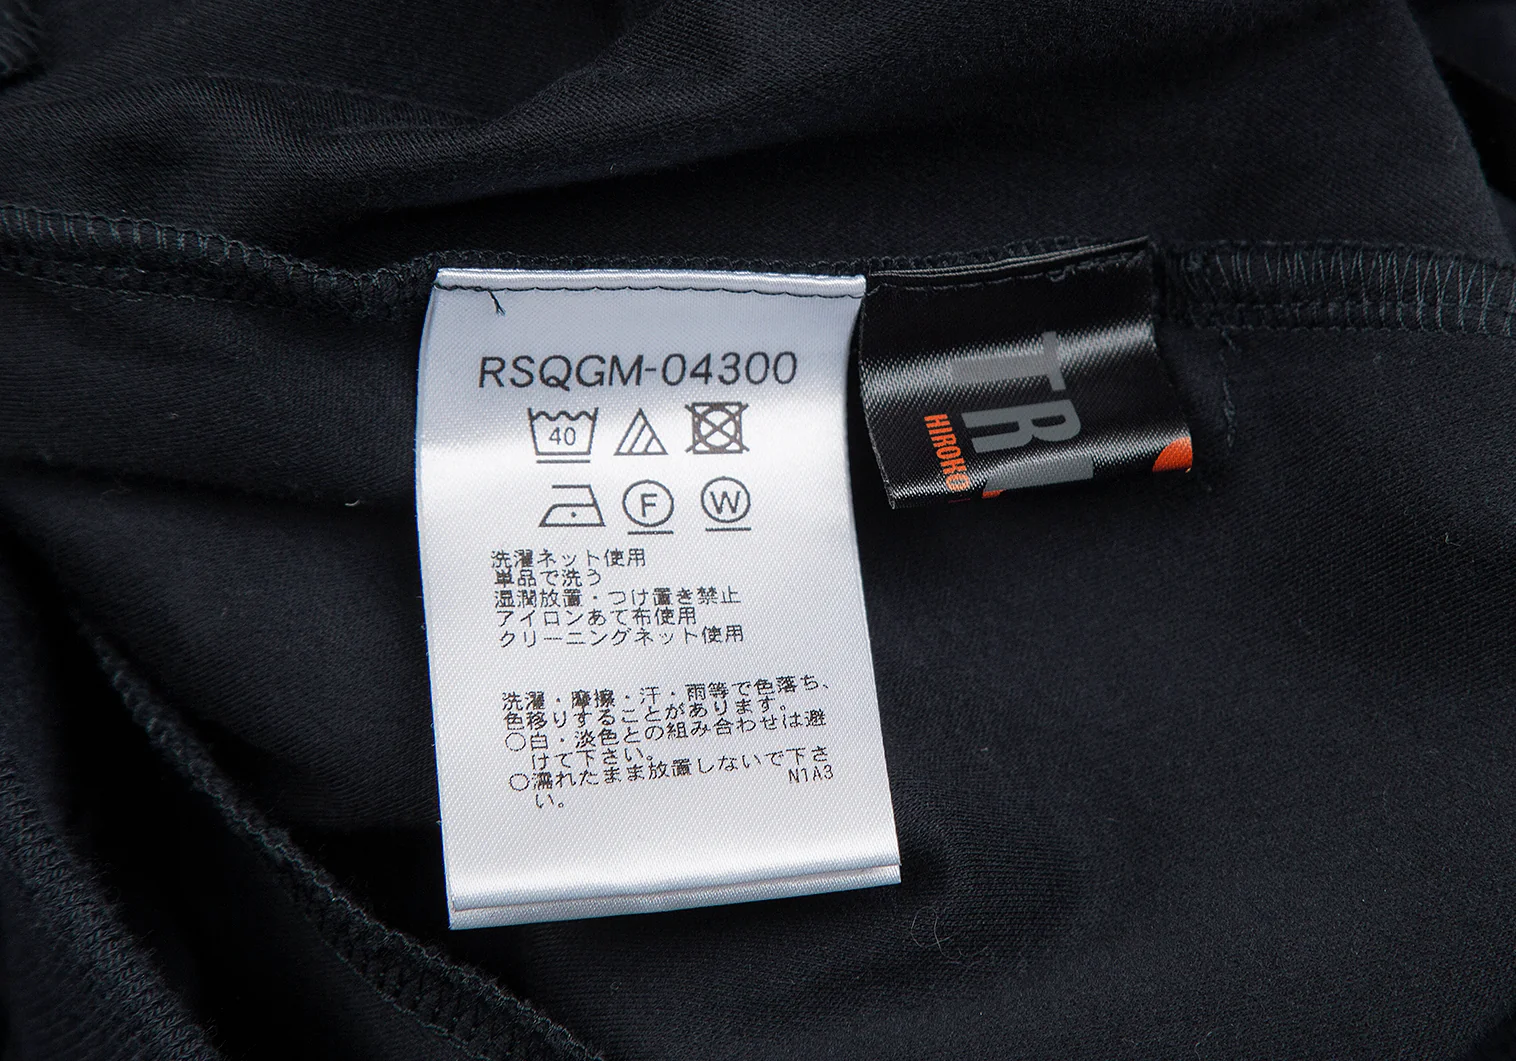 RSQGM-04300
40
F W
洗濯ネット使用
単品で洗う
湿潤放置・つけ置き禁止
アイロンあて布使用
クリーニングネット使用
洗濯・摩擦・汗・雨等で色落ち、
色移りすることがあります。
○白・淡色との組み合わせは避
けて下さい。
○濡れたまま放置しないで下さ
い。
N1A3
TRI
HIROKO